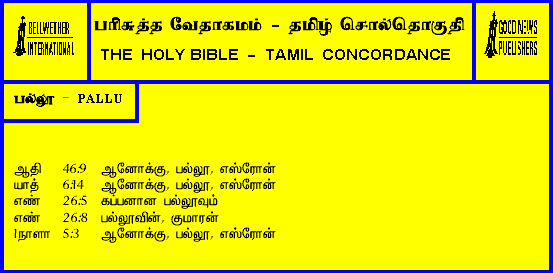 BELLWETHER
INTERNATIONAL
பரிசுத்த வேதாகமம் - தமிழ் சொல்தொகுதி
THE HOLY BIBLE - TAMIL CONCORDANCE
GOOD NEWS
PUBLISHERS
பல்லூ - PALLU
ஆதி 46:9 ஆனோக்கு, பல்லூ, எஸ்ரோன்
யாத் 6:14 ஆனோக்கு, பல்லூ, எஸ்ரோன்
எண் 26:5 கப்பனான பல்லூவும்
எண் 26:8 பல்லூவின், குமாரன்
1நாளா 5:3 ஆனோக்கு, பல்லூ, எஸ்ரோன்